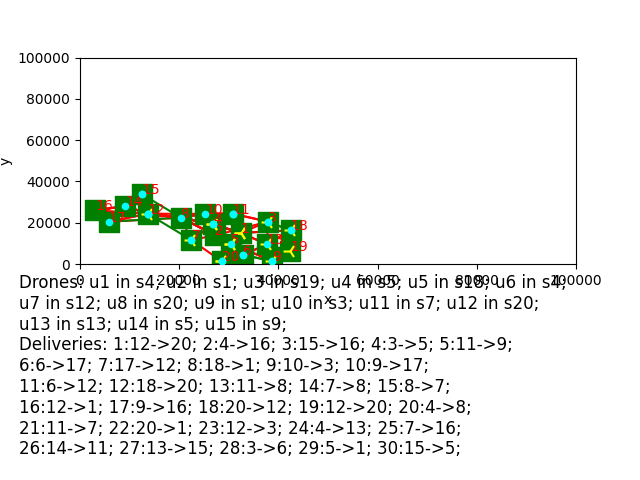 100000
80000
60000
40000
20000
0
y
0 20000 40000 60000 80000 100000
x
Drones: u1 in s4; u2 in s1; u3 in s19; u4 in s5; u5 in s18; u6 in s4;
u7 in s12; u8 in s20; u9 in s1; u10 in s3; u11 in s7; u12 in s20;
u13 in s13; u14 in s5; u15 in s9;
Deliveries: 1:12->20; 2:4->16; 3:15->16; 4:3->5; 5:11->9;
6:6->17; 7:17->12; 8:18->1; 9:10->3; 10:9->17;
11:6->12; 12:18->20; 13:11->8; 14:7->8; 15:8->7;
16:12->1; 17:9->16; 18:20->12; 19:12->20; 20:4->8;
21:11->7; 22:20->1; 23:12->3; 24:4->13; 25:7->16;
26:14->11; 27:13->15; 28:3->6; 29:5->1; 30:15->5;